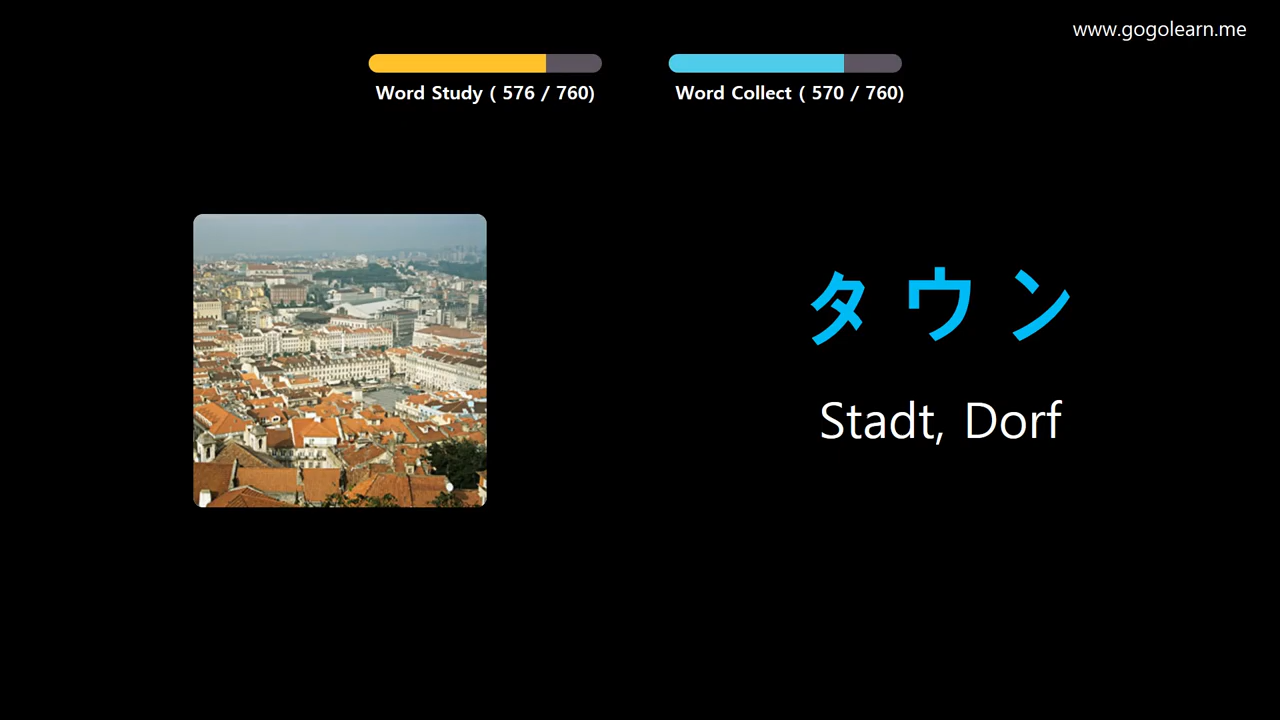 www.gogolearn.me
Word Study ( 576 / 760)
Word Collect ( 570 / 760)
タウン
Stadt, Dorf